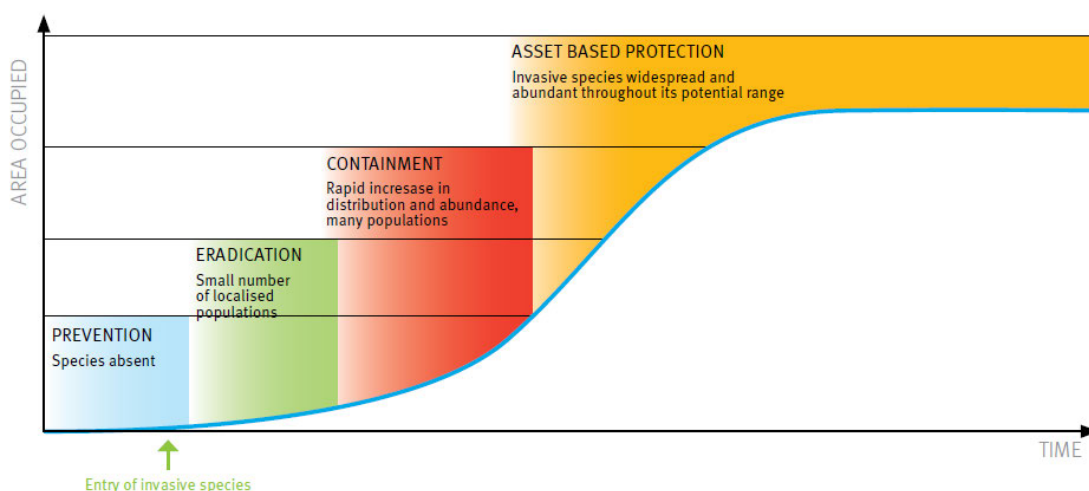 AREA OCCUPIED
ASSET BASED PROTECTION
Invasive species widespread and
abundant throughout its potential range
CONTAINMENT
Rapid incresase in
distribution and abundance,
many populations
ERADICATION
Small number
of localised
populations
PREVENTION
Species absent
TIME
Entry of invasive species